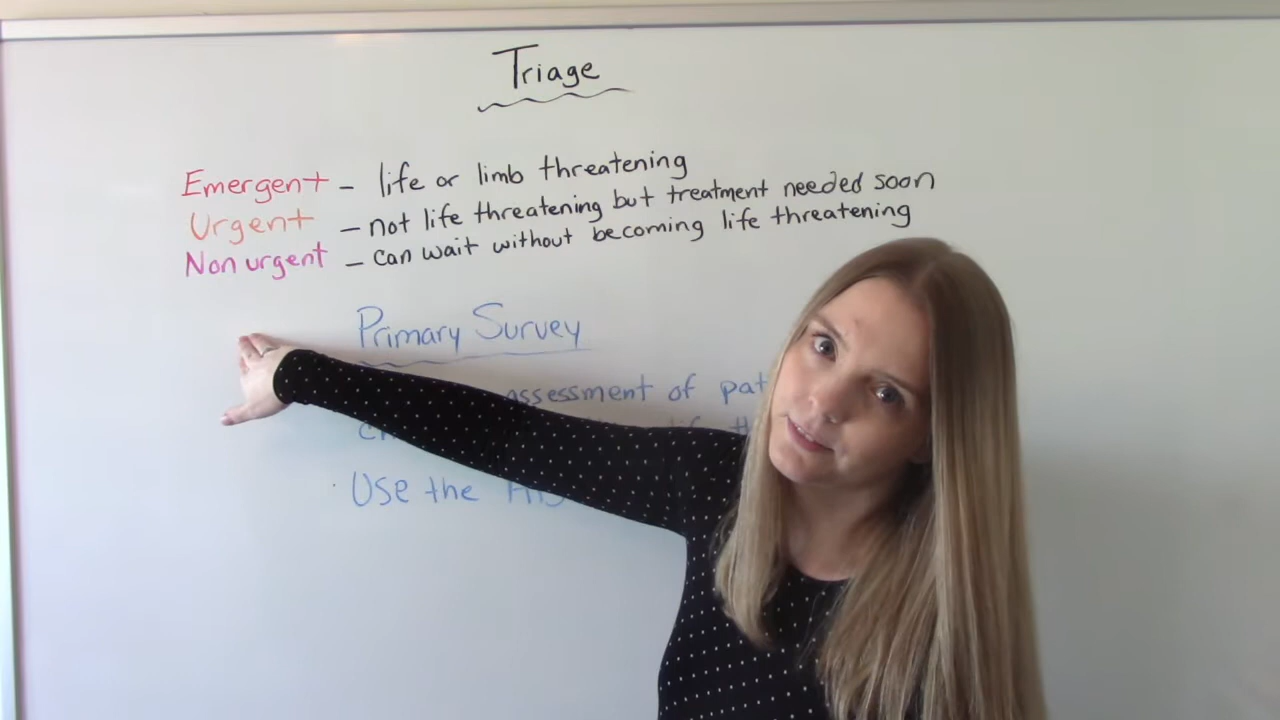 Triage
Emergent - life or limb threatening
Urgent - not life threatening but treatment needed soon
Non urgent - can wait without becoming life threatening
Primary Survey
assessment of
Use the